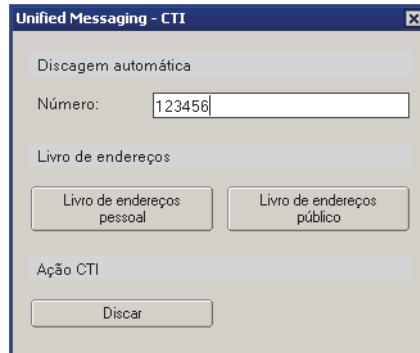 Unified Messaging - CTI
Discagem automática
Número: 123456
Livro de endereços
Livro de endereços pessoal
Livro de endereços público
Ação CTI
Discar